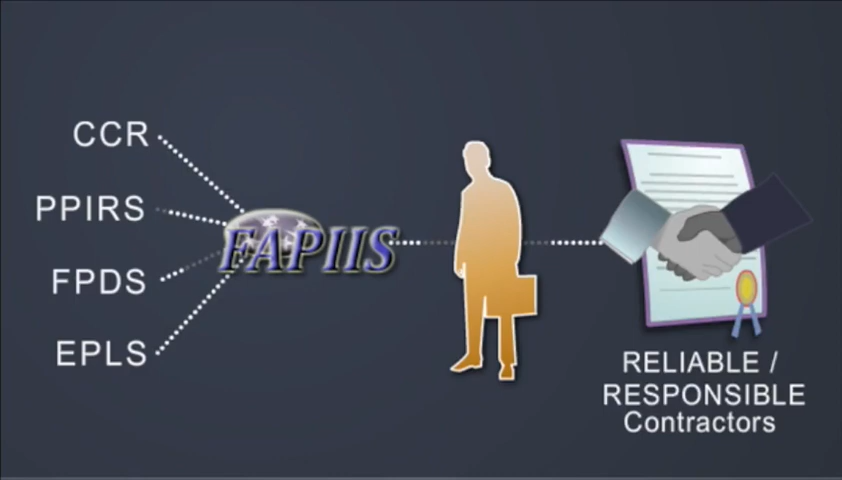 CCR
PPIRS
FPDS
EPLS
FAPIIS
RELIABLE /
RESPONSIBLE
Contractors